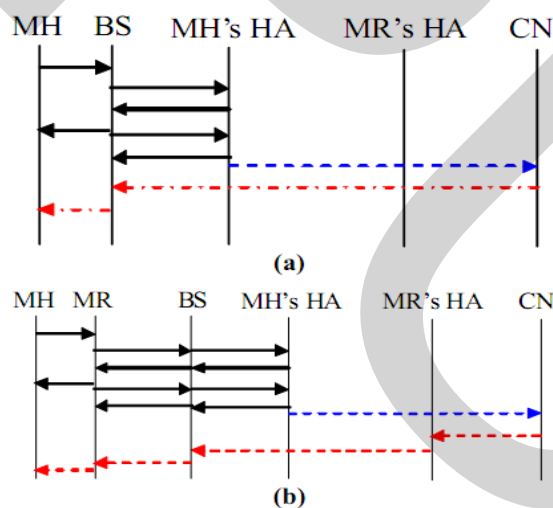 MH BS MH's HA MR's HA CN
(a)
MH MR BS MH's HA MR's HA CN
(b)